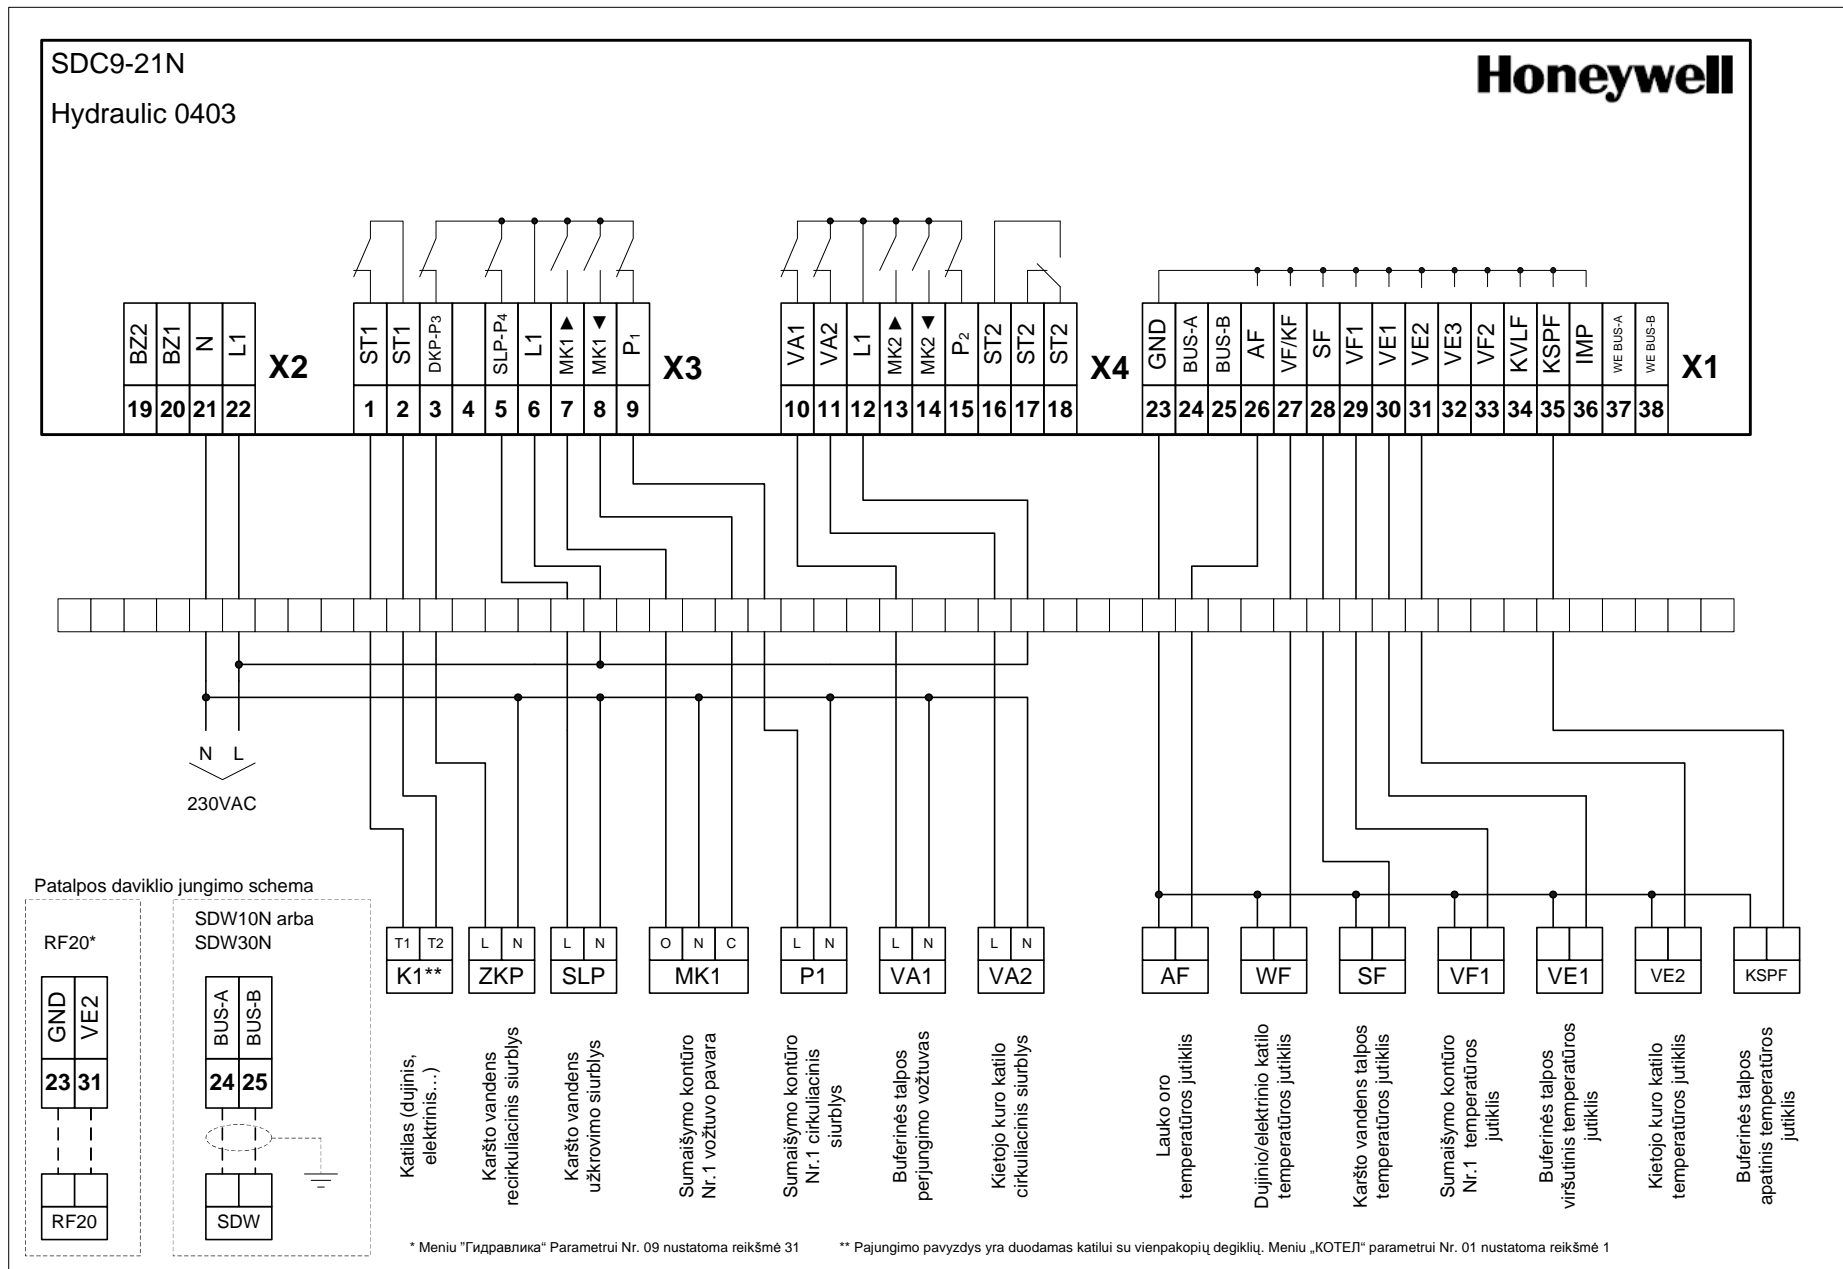 SDC9-21N
Honeywell
Hydraulic 0403
BZ2 BZ1 N L1
X2
19 20 21 22
ST1 ST1 DKP-P3 SLP-P4 L1 MK1 ► MK1 ◄ P1
X3
1 2 3 4 5 6 7 8 9
VA1 VA2 L1 MK2 ► MK2 ◄ P2 ST2 ST2 ST2
X4
10 11 12 13 14 15 16 17 18
GND BUS-A BUS-B AF VF/KF SF VF1 VE1 VE2 VE3 VF2 KVLF KSPF IMP WE BUS-A WE BUS-B
X1
23 24 25 26 27 28 29 30 31 32 33 34 35 36 37 38
N L
230VAC
Patalpos daviklio jungimo schema
RF20*
GND VE2
23 31
RF20
SDW10N arba
SDW30N
BUS-A BUS-B
24 25
SDW
T1 T2
K1**
L N
ZKP
L N
SLP
O N C
MK1
L N
P1
L N
VA1
L N
VA2
AF
WF
SF
VF1
VE1
VE2
KSPF
Katilas (dujinis,
elektrinis...)
Karšto vandens
recirkuliacinis siurblys
Karšto vandens
užkrovimo siurblys
Sumaišymo kontūro
Nr.1 vožtuvo pavara
Sumaišymo kontūro
Nr.1 cirkuliacinis
siurblys
Buferinės talpos
perjungimo vožtuvas
Kietojo kuro katilo
cirkuliacinis siurblys
Lauko oro
temperatūros jutiklis
Dujinio/elektrinio katilo
temperatūros jutiklis
Karšto vandens talpos
temperatūros jutiklis
Sumaišymo kontūro
Nr.1 temperatūros
jutiklis
Buferinės talpos
viršutinis temperatūros
jutiklis
Kietojo kuro katilo
temperatūros jutiklis
Buferinės talpos
apatinis temperatūros
jutiklis
* Meniu "Гидравлика“ Parametrui Nr. 09 nustatoma reikšmė 31
** Pajungimo pavyzdys yra duodamas katilui su vienpakopių degiklių. Meniu „КОТЕЛ“ parametrui Nr. 01 nustatoma reikšmė 1